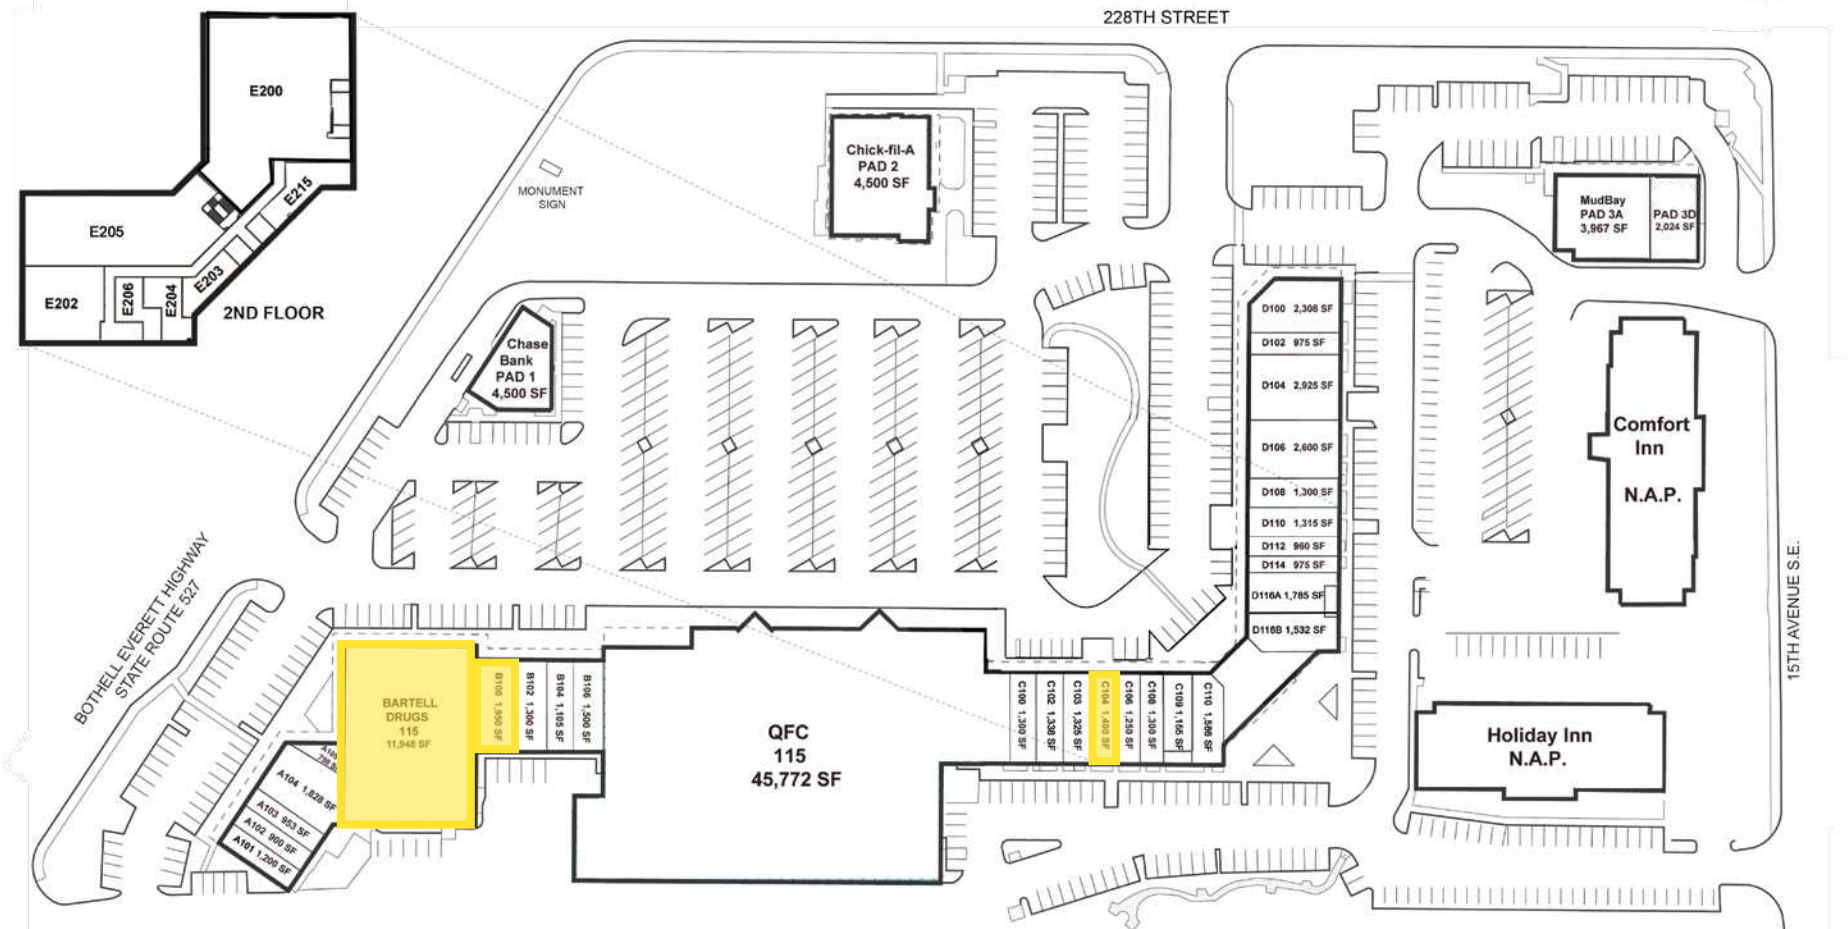 228TH STREET
E200
E215
E205
E203
E202
E206
E204
2ND FLOOR
MONUMENT
SIGN
Chick-fil-A
PAD 2
4,500 SF
MudBay
PAD 3A
3,967 SF
PAD 3D
2,024 SF
Chase
Bank
PAD 1
4,500 SF
D100 2,308 SF
D102 975 SF
D104 2,925 SF
D106 2,600 SF
D108 1,300 SF
D110 1,315 SF
D112 960 SF
D114 975 SF
D116A 1,785 SF
D116B 1,532 SF
Comfort
Inn
N.A.P.
15TH AVENUE S.E.
BOTHELL EVERETT HIGHWAY
STATE ROUTE 527
BARTELL
DRUGS
115
11,948 SF
B100 1,950 SF
B102 1,300 SF
B104 1,105 SF
B106 1,500 SF
QFC
115
45,772 SF
C100 1,300 SF
C102 1,338 SF
C103 1,325 SF
C104 1,400 SF
C106 1,250 SF
C108 1,300 SF
C109 1,155 SF
C110 1,586 SF
Holiday Inn
N.A.P.
A104 1,828 SF
A103 953 SF
A102 900 SF
A101 1,200 SF